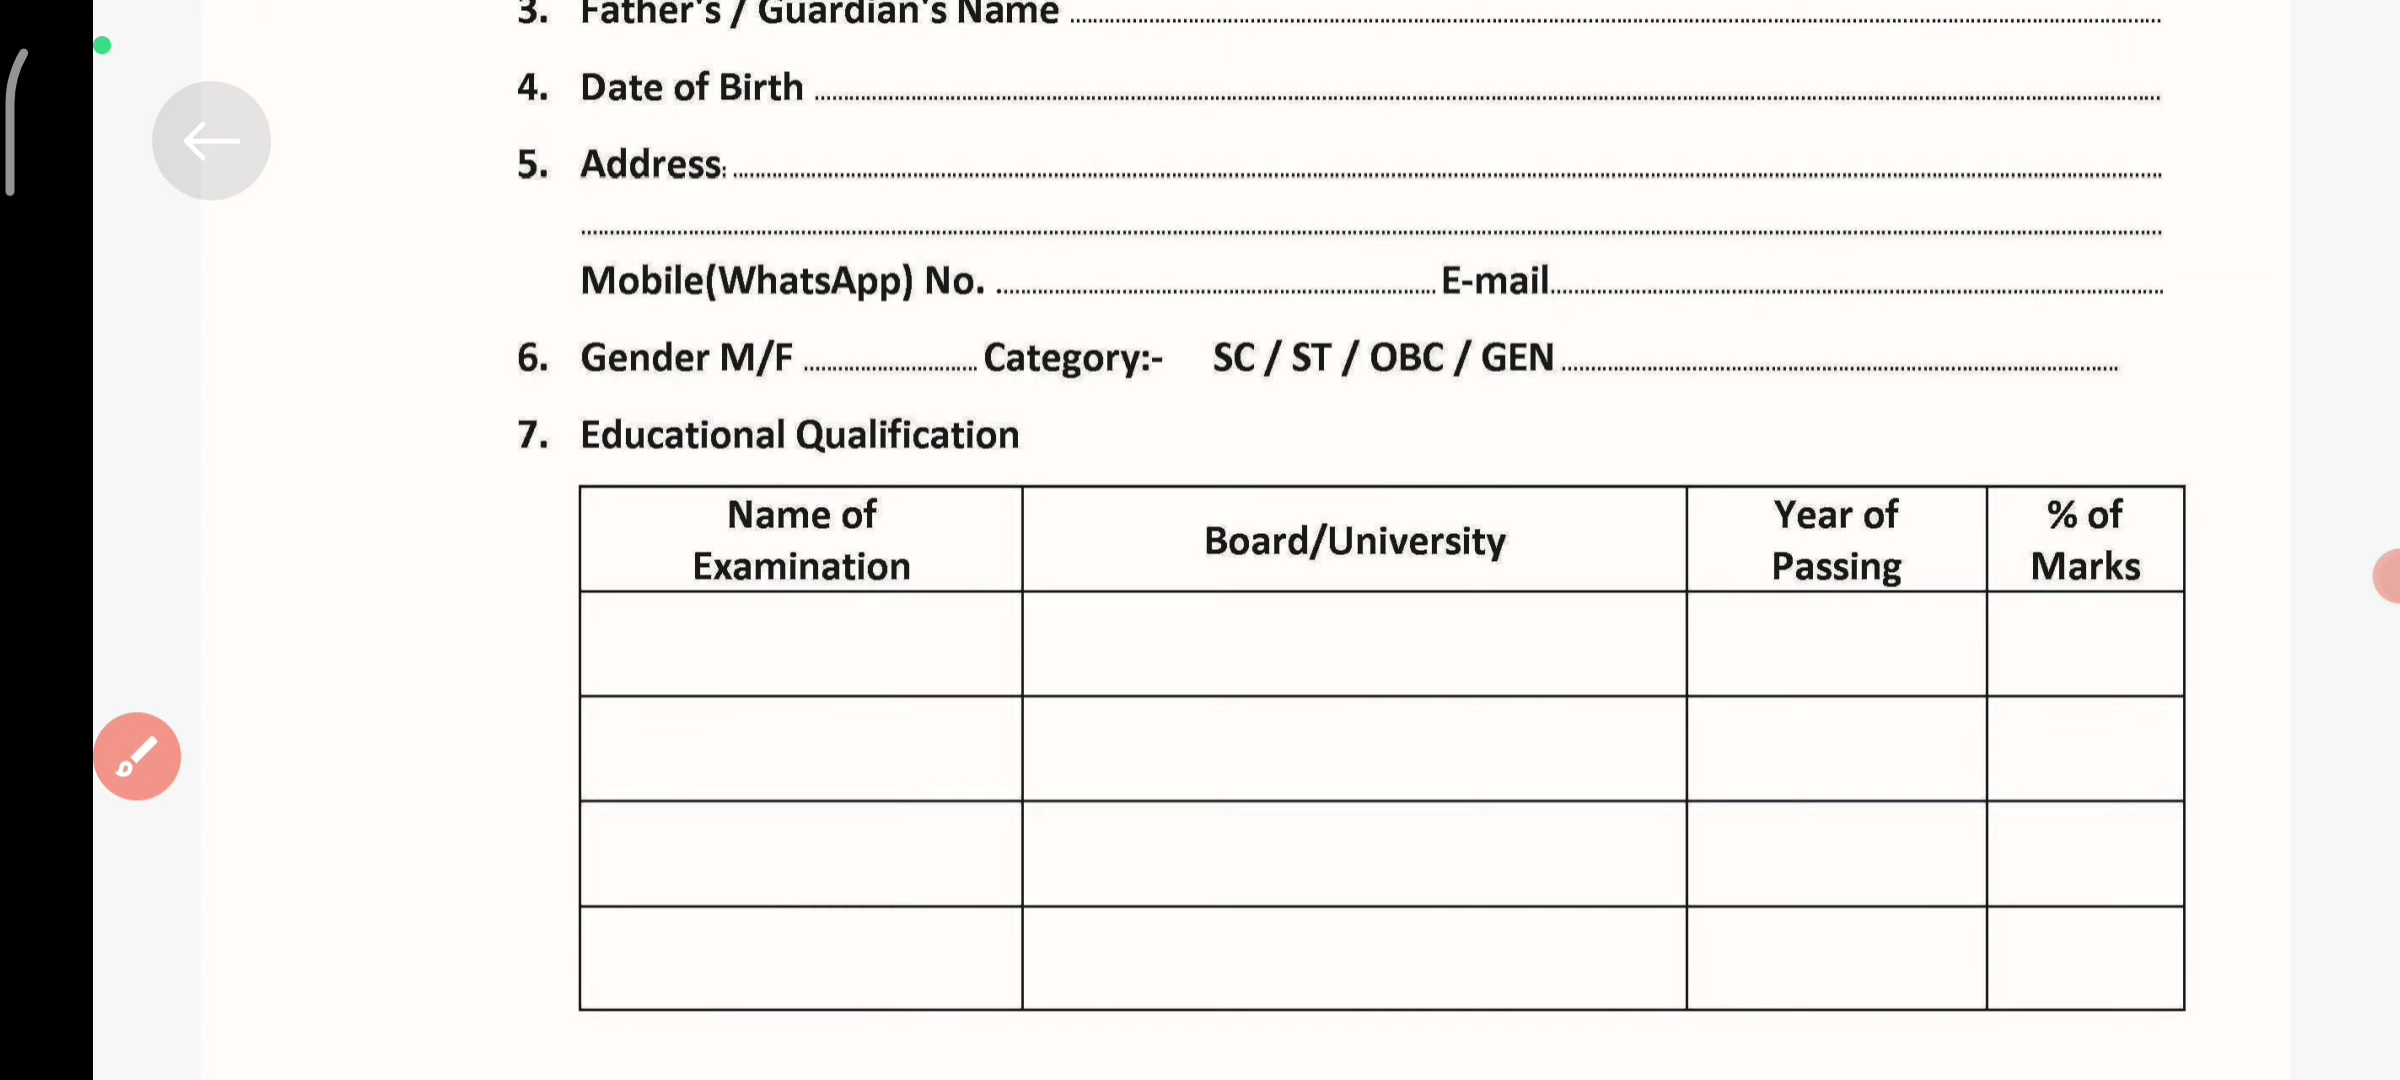 3. Father's / Guardian's Name ............................................................
4. Date of Birth ............................................................
5. Address: ............................................................
............................................................
Mobile(WhatsApp) No. .............................. E-mail..............................
6. Gender M/F .................... Category:- SC / ST / OBC / GEN ..............................
7. Educational Qualification
Name of Examination Board/University Year of Passing % of Marks